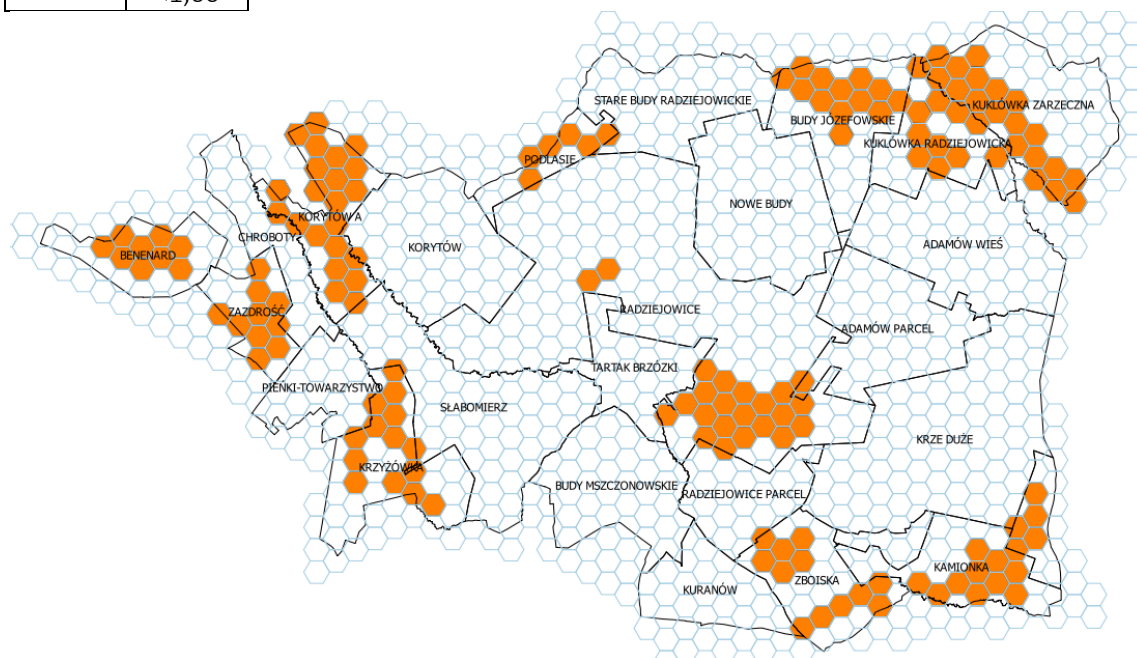 STARE BUDY RADZIEJOWICKIE
KUKLÓWKA ZARZECZNA
BUDY JÓZEFOWSKIE
KUKLÓWKA RADZIEJOWICKA
PODLASIE
NOWE BUDY
KORYTÓW A
CHROBOTY
KORYTÓW
ADAMÓW WIEŚ
BENENARD
ZAZDROŚĆ
RADZIEJOWICE
ADAMÓW PARCEL
TARTAK BRZÓZKI
PIEŃKI-TOWARZYSTWO
SŁABOMIERZ
KRZE DUŻE
KRZYŻÓWKA
BUDY MSZCZONOWSKIE
RADZIEJOWICE PARCEL
KAMIONKA
ZBOISKA
KURANÓW